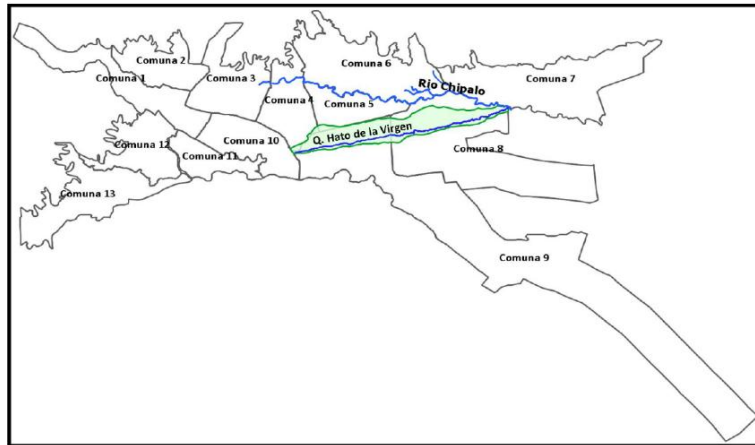 Comuna 2
Comuna 6
Comuna 1
Comuna 3
Comuna 7
Rio Chipalo
Comuna 4
Comuna 5
Q. Hato de la Virgen
Comuna 12
Comuna 10
Comuna 8
Comuna 11
Comuna 13
Comuna 9